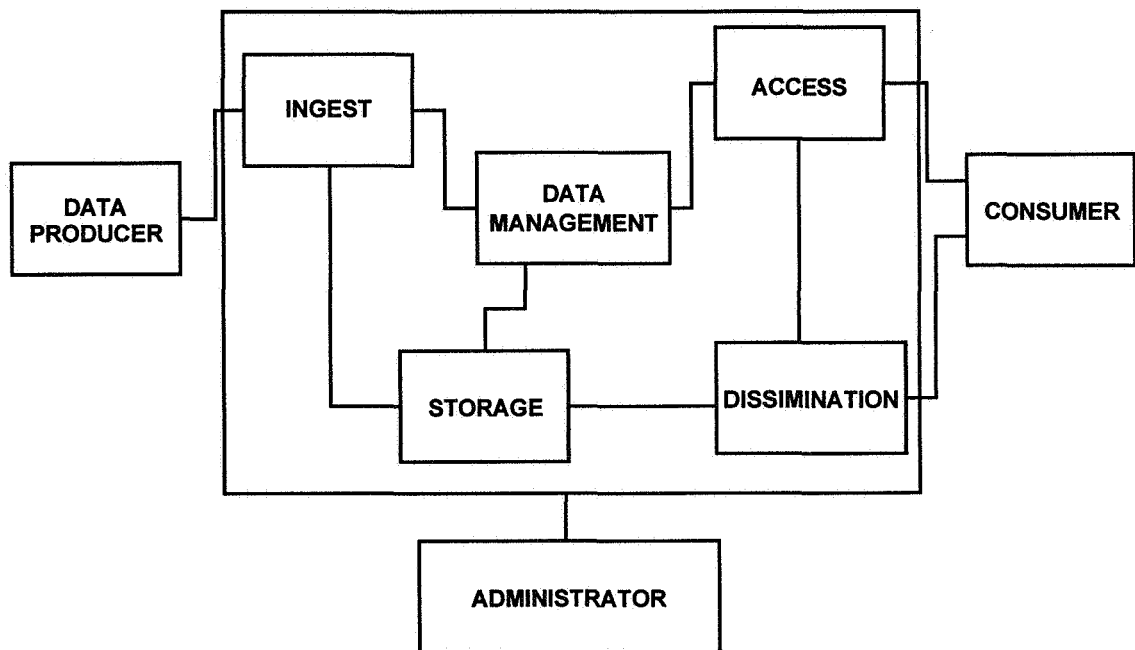 INGEST
ACCESS
DATA
PRODUCER
DATA
MANAGEMENT
CONSUMER
STORAGE
DISSIMINATION
ADMINISTRATOR